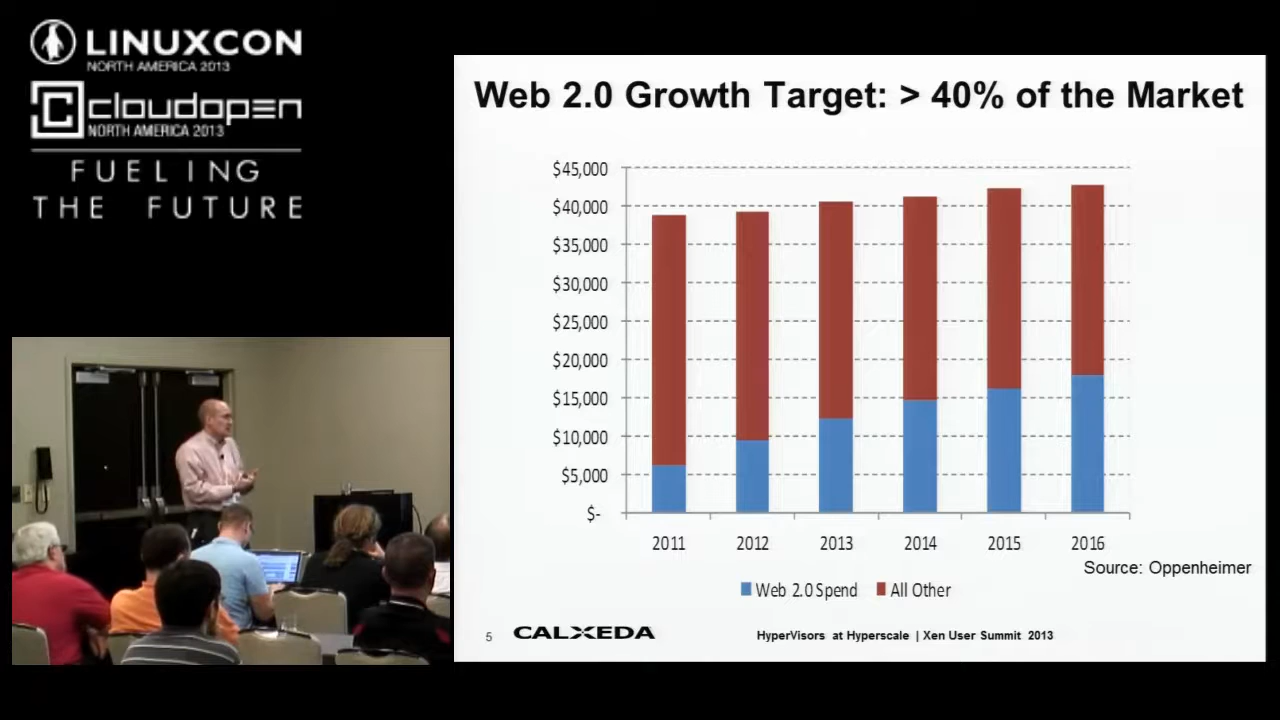 LINUXCON
NORTH AMERICA 2013
cloudopen
NORTH AMERICA 2013
FUELING
THE FUTURE
Web 2.0 Growth Target: > 40% of the Market
$45,000
$40,000
$35,000
$30,000
$25,000
$20,000
$15,000
$10,000
$5,000
$-
2011 2012 2013 2014 2015 2016
Source: Oppenheimer
Web 2.0 Spend All Other
5 CALXEDA HyperVisors at Hyperscale | Xen User Summit 2013